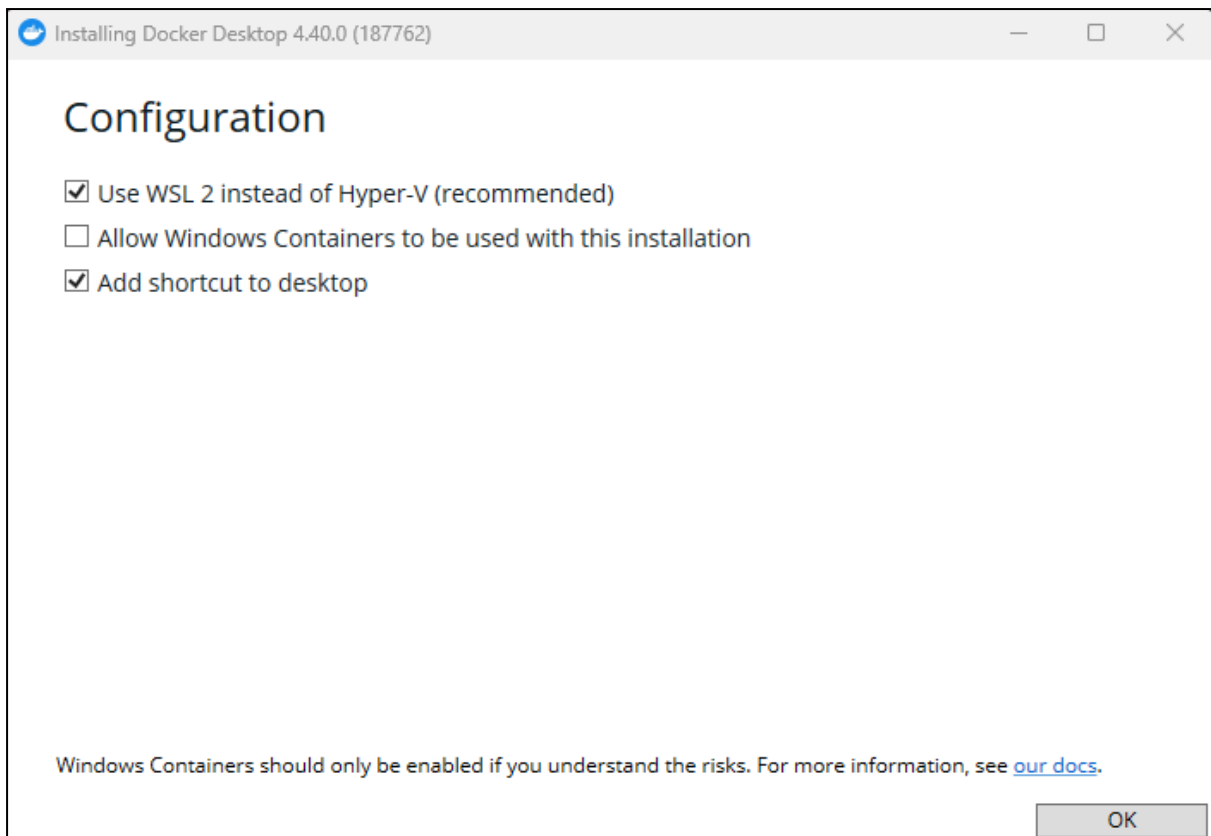 Installing Docker Desktop 4.40.0 (187762)
Configuration
Use WSL 2 instead of Hyper-V (recommended)
Allow Windows Containers to be used with this installation
Add shortcut to desktop
Windows Containers should only be enabled if you understand the risks. For more information, see our docs.
OK